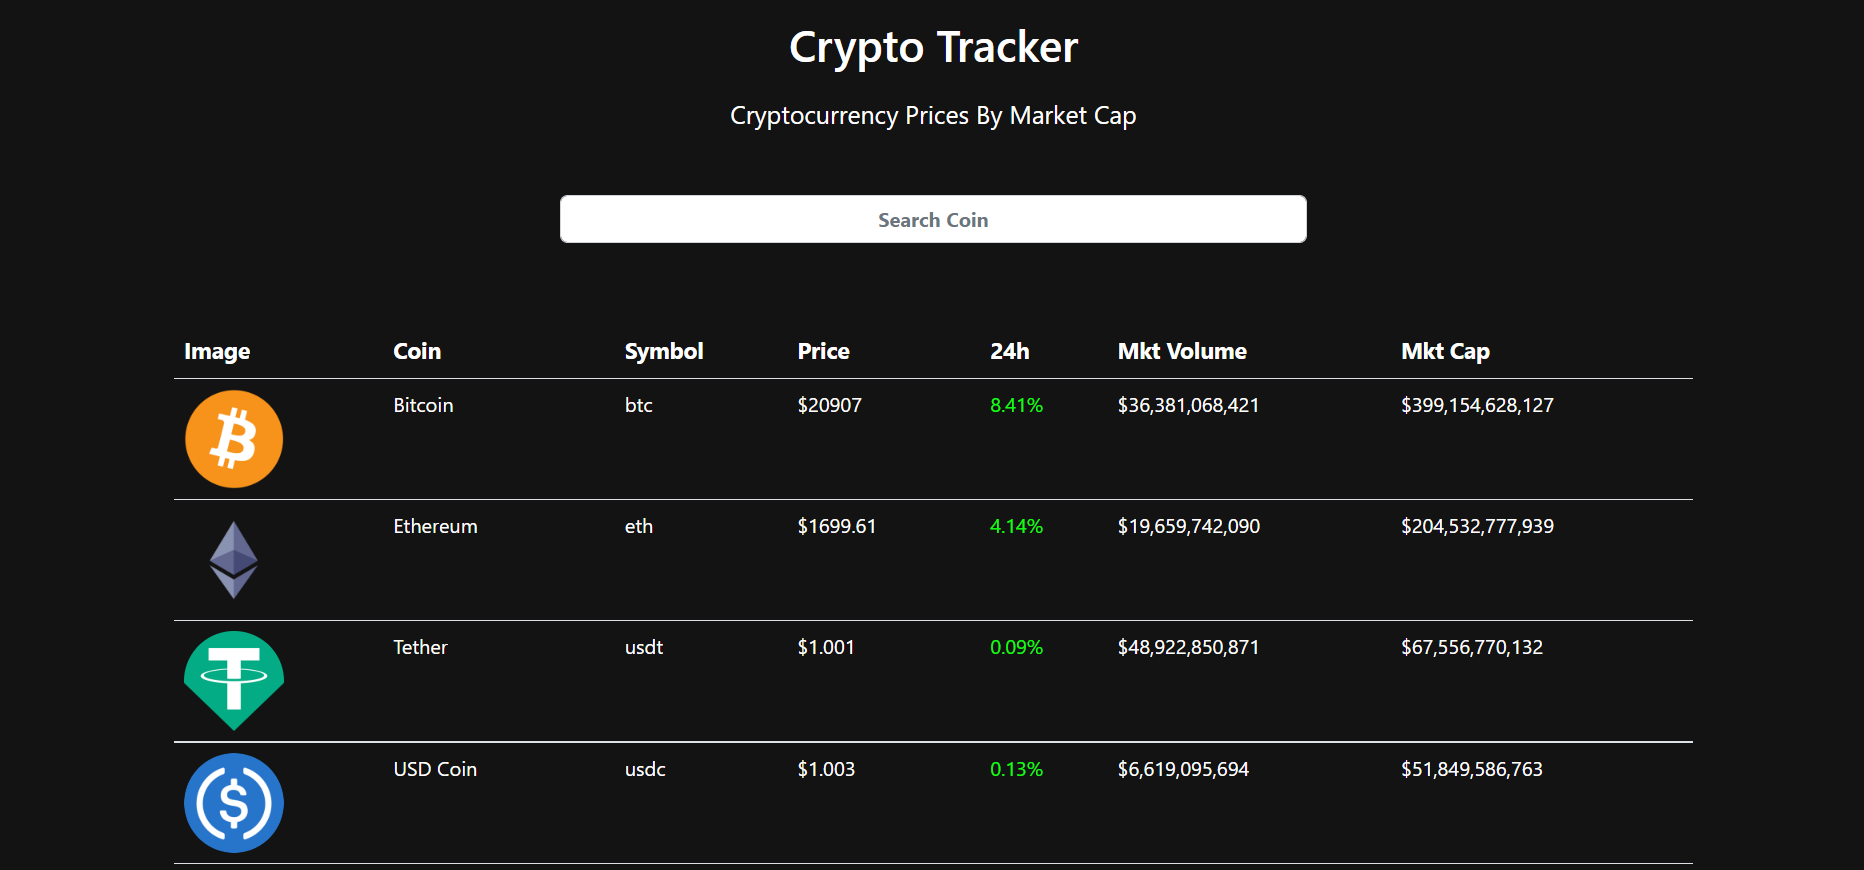 Crypto Tracker
Cryptocurrency Prices By Market Cap
Search Coin
Image Coin Symbol Price 24h Mkt Volume Mkt Cap
Bitcoin btc $20907 8.41% $36,381,068,421 $399,154,628,127
Ethereum eth $1699.61 4.14% $19,659,742,090 $204,532,777,939
Tether usdt $1.001 0.09% $48,922,850,871 $67,556,770,132
USD Coin usdc $1.003 0.13% $6,619,095,694 $51,849,586,763